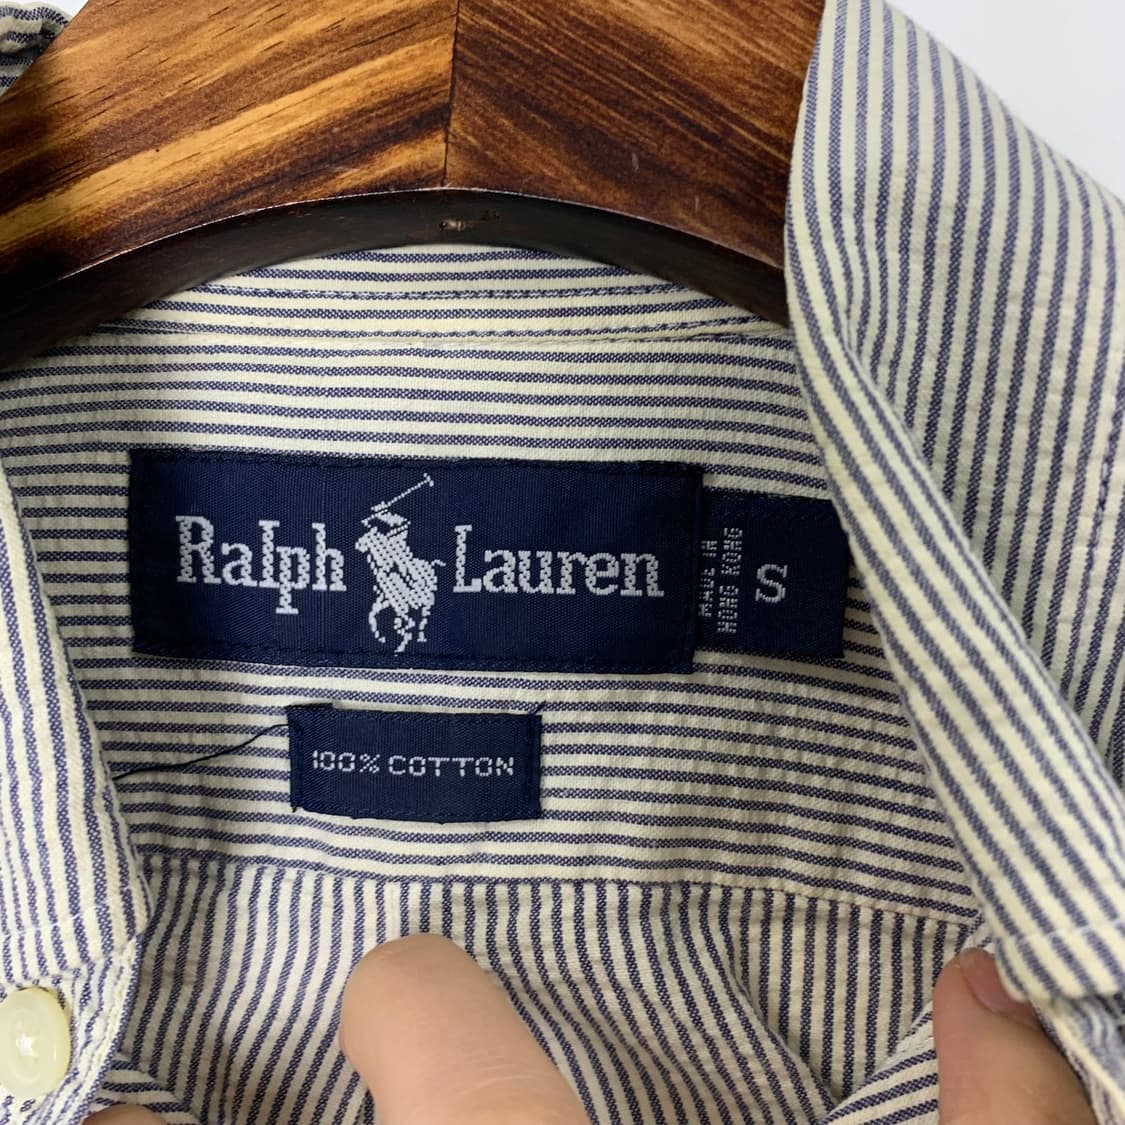 Ralph Lauren
MADE IN
HONG KONG
S
100% COTTON